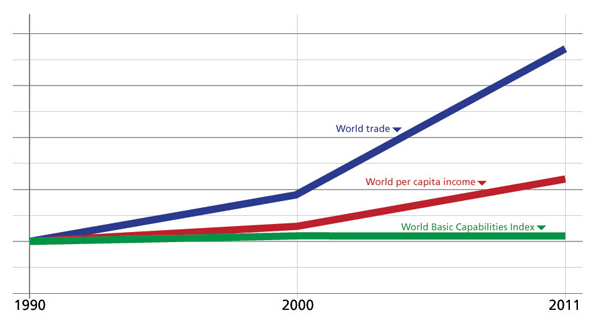 World trade
World per capita income
World Basic Capabilities Index
1990
2000
2011